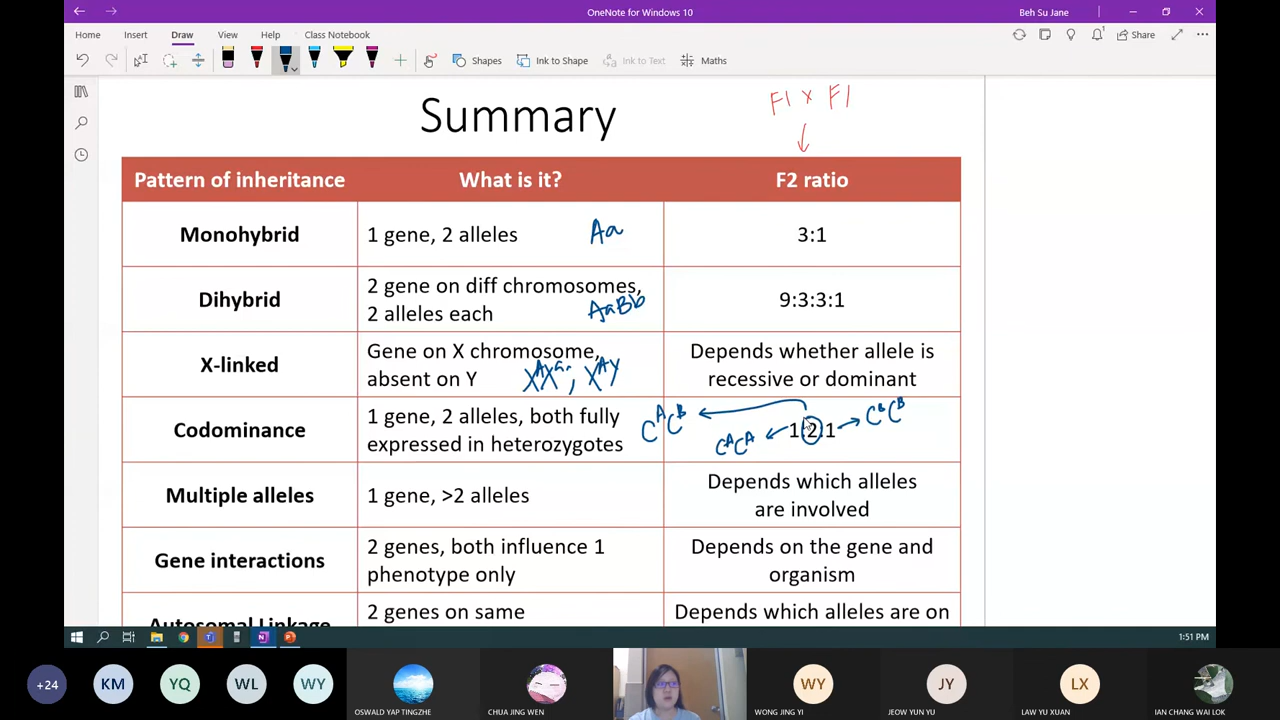 OneNote for Windows 10
Beh Su Jane
Home Insert Draw View Help Class Notebook
Share
Shapes Ink to Shape Ink to Text Maths
F1 x F1
Summary
Pattern of inheritance What is it? F2 ratio
Monohybrid 1 gene, 2 alleles Aa 3:1
Dihybrid 2 gene on diff chromosomes,
2 alleles each AaBb 9:3:3:1
X-linked Gene on X chromosome,
absent on Y XᴬXᵃ; XᴬY Depends whether allele is
recessive or dominant
Codominance 1 gene, 2 alleles, both fully
expressed in heterozygotes CᴬCᴮ CᴬCᴬ 1:2:1 CᴮCᴮ
Multiple alleles 1 gene, >2 alleles Depends which alleles
are involved
Gene interactions 2 genes, both influence 1
phenotype only Depends on the gene and
organism
Autosomal Linkage 2 genes on same Depends which alleles are on
1:51 PM
+24 KM YQ WL WY WY JY LX
OSWALD YAP TINGZHE CHUA JING WEN WONG JING YI JEOW YUN YU LAW YU XUAN IAN CHANG WAI LOK